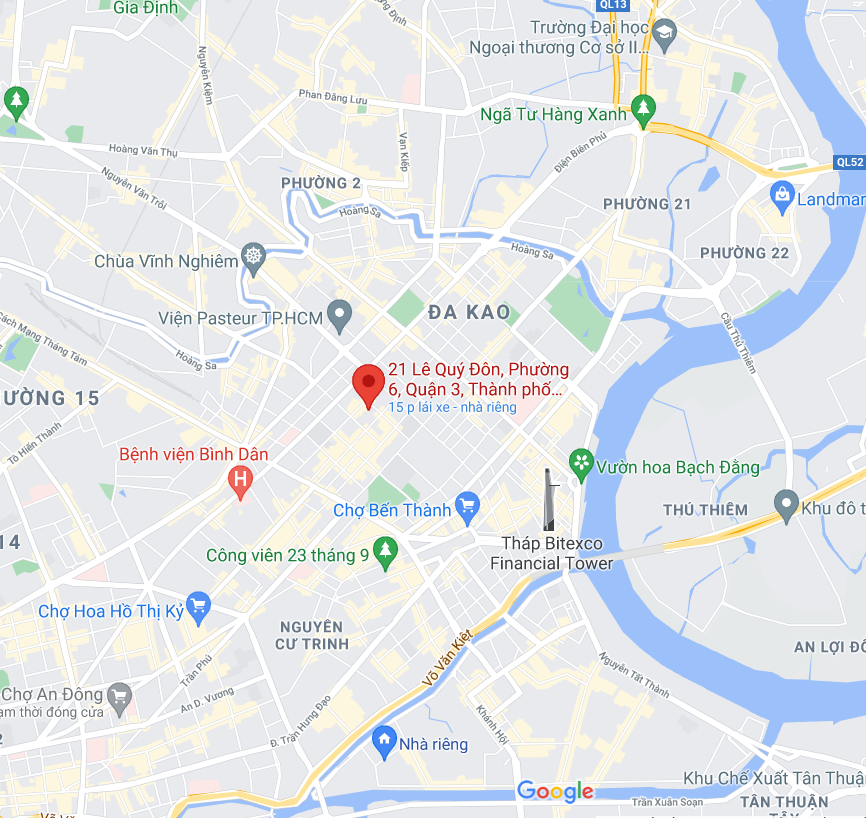 QL13
Gia Định
Định
Trường Đại học
Ngoại thương Cơ sở II...
Nguyễn Kiệm
Phan Đăng Lưu
Ngã Tư Hàng Xanh
Vạn Kiếp
Điện Biên Phủ
Hoàng Văn Thụ
QL52
Nguyễn Văn Trỗi
PHƯỜNG 2
Landmar
PHƯỜNG 21
Hoàng Sa
Hoàng Sa
PHƯỜNG 22
Chùa Vĩnh Nghiêm
ĐA KAO
Viện Pasteur TP.HCM
Cách Mạng Tháng Tám
Cầu Thủ Thiêm
Hoàng Sa
21 Lê Quý Đôn, Phường
6, Quận 3, Thành phố...
15 p lái xe - nhà riêng
ƯỜNG 15
Tô Hiến Thành
Bệnh viện Bình Dân
H
Vườn hoa Bạch Đằng
Chợ Bến Thành
THỦ THIÊM
Khu đô t
14
Tháp Bitexco
Financial Tower
Công viên 23 tháng 9
Chợ Hoa Hồ Thị Kỷ
NGUYỄN
CƯ TRINH
AN LỢI ĐÔ
Võ Văn Kiệt
Trần Phú
Nguyễn Tất Thành
Chợ An Đông
ạm thời đóng cửa
An D. Vương
Đ. Trần Hưng Đạo
Khánh Hội
2
Nhà riêng
Khu Chế Xuất Tân Thuậ
Google
Trần Xuân Soạn
TÂN THUẬN
TÂY
Võ Vă